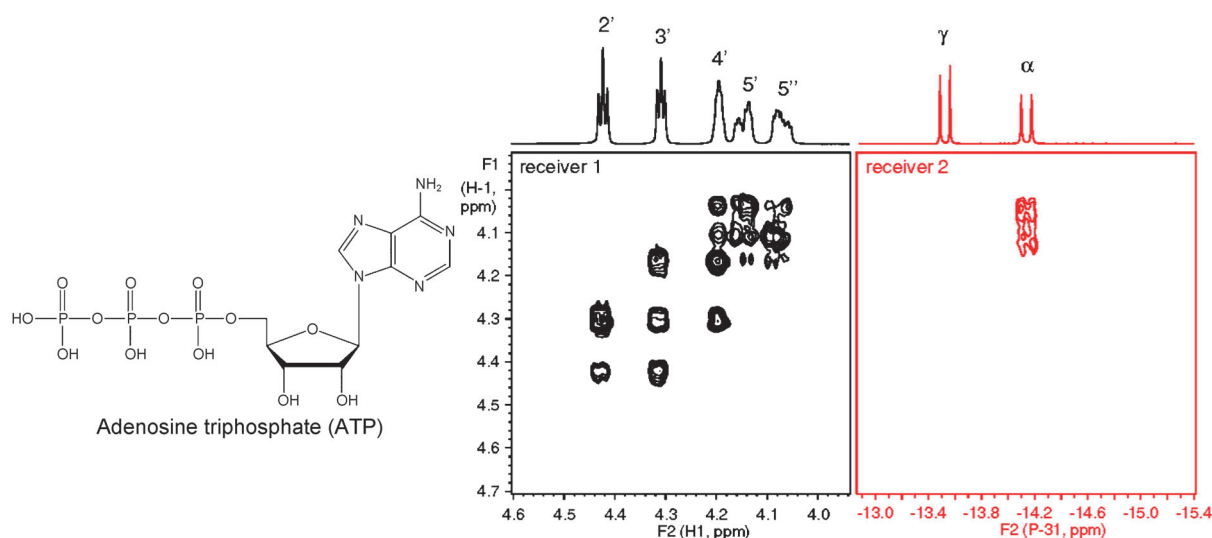 NH₂
N
N
N
N
O
O
O
HO
P
O
P
O
P
O
O
OH
OH
OH
OH
OH
Adenosine triphosphate (ATP)
2'
3'
4'
5'
5''
F1
(H-1,
ppm)
receiver 1
4.1
4.2
4.3
4.4
4.5
4.6
4.7
4.6
4.5
4.4
4.3
4.2
4.1
4.0
F2 (H1, ppm)
γ
α
receiver 2
-13.0
-13.4
-13.8
-14.2
-14.6
-15.0
-15.4
F2 (P-31, ppm)